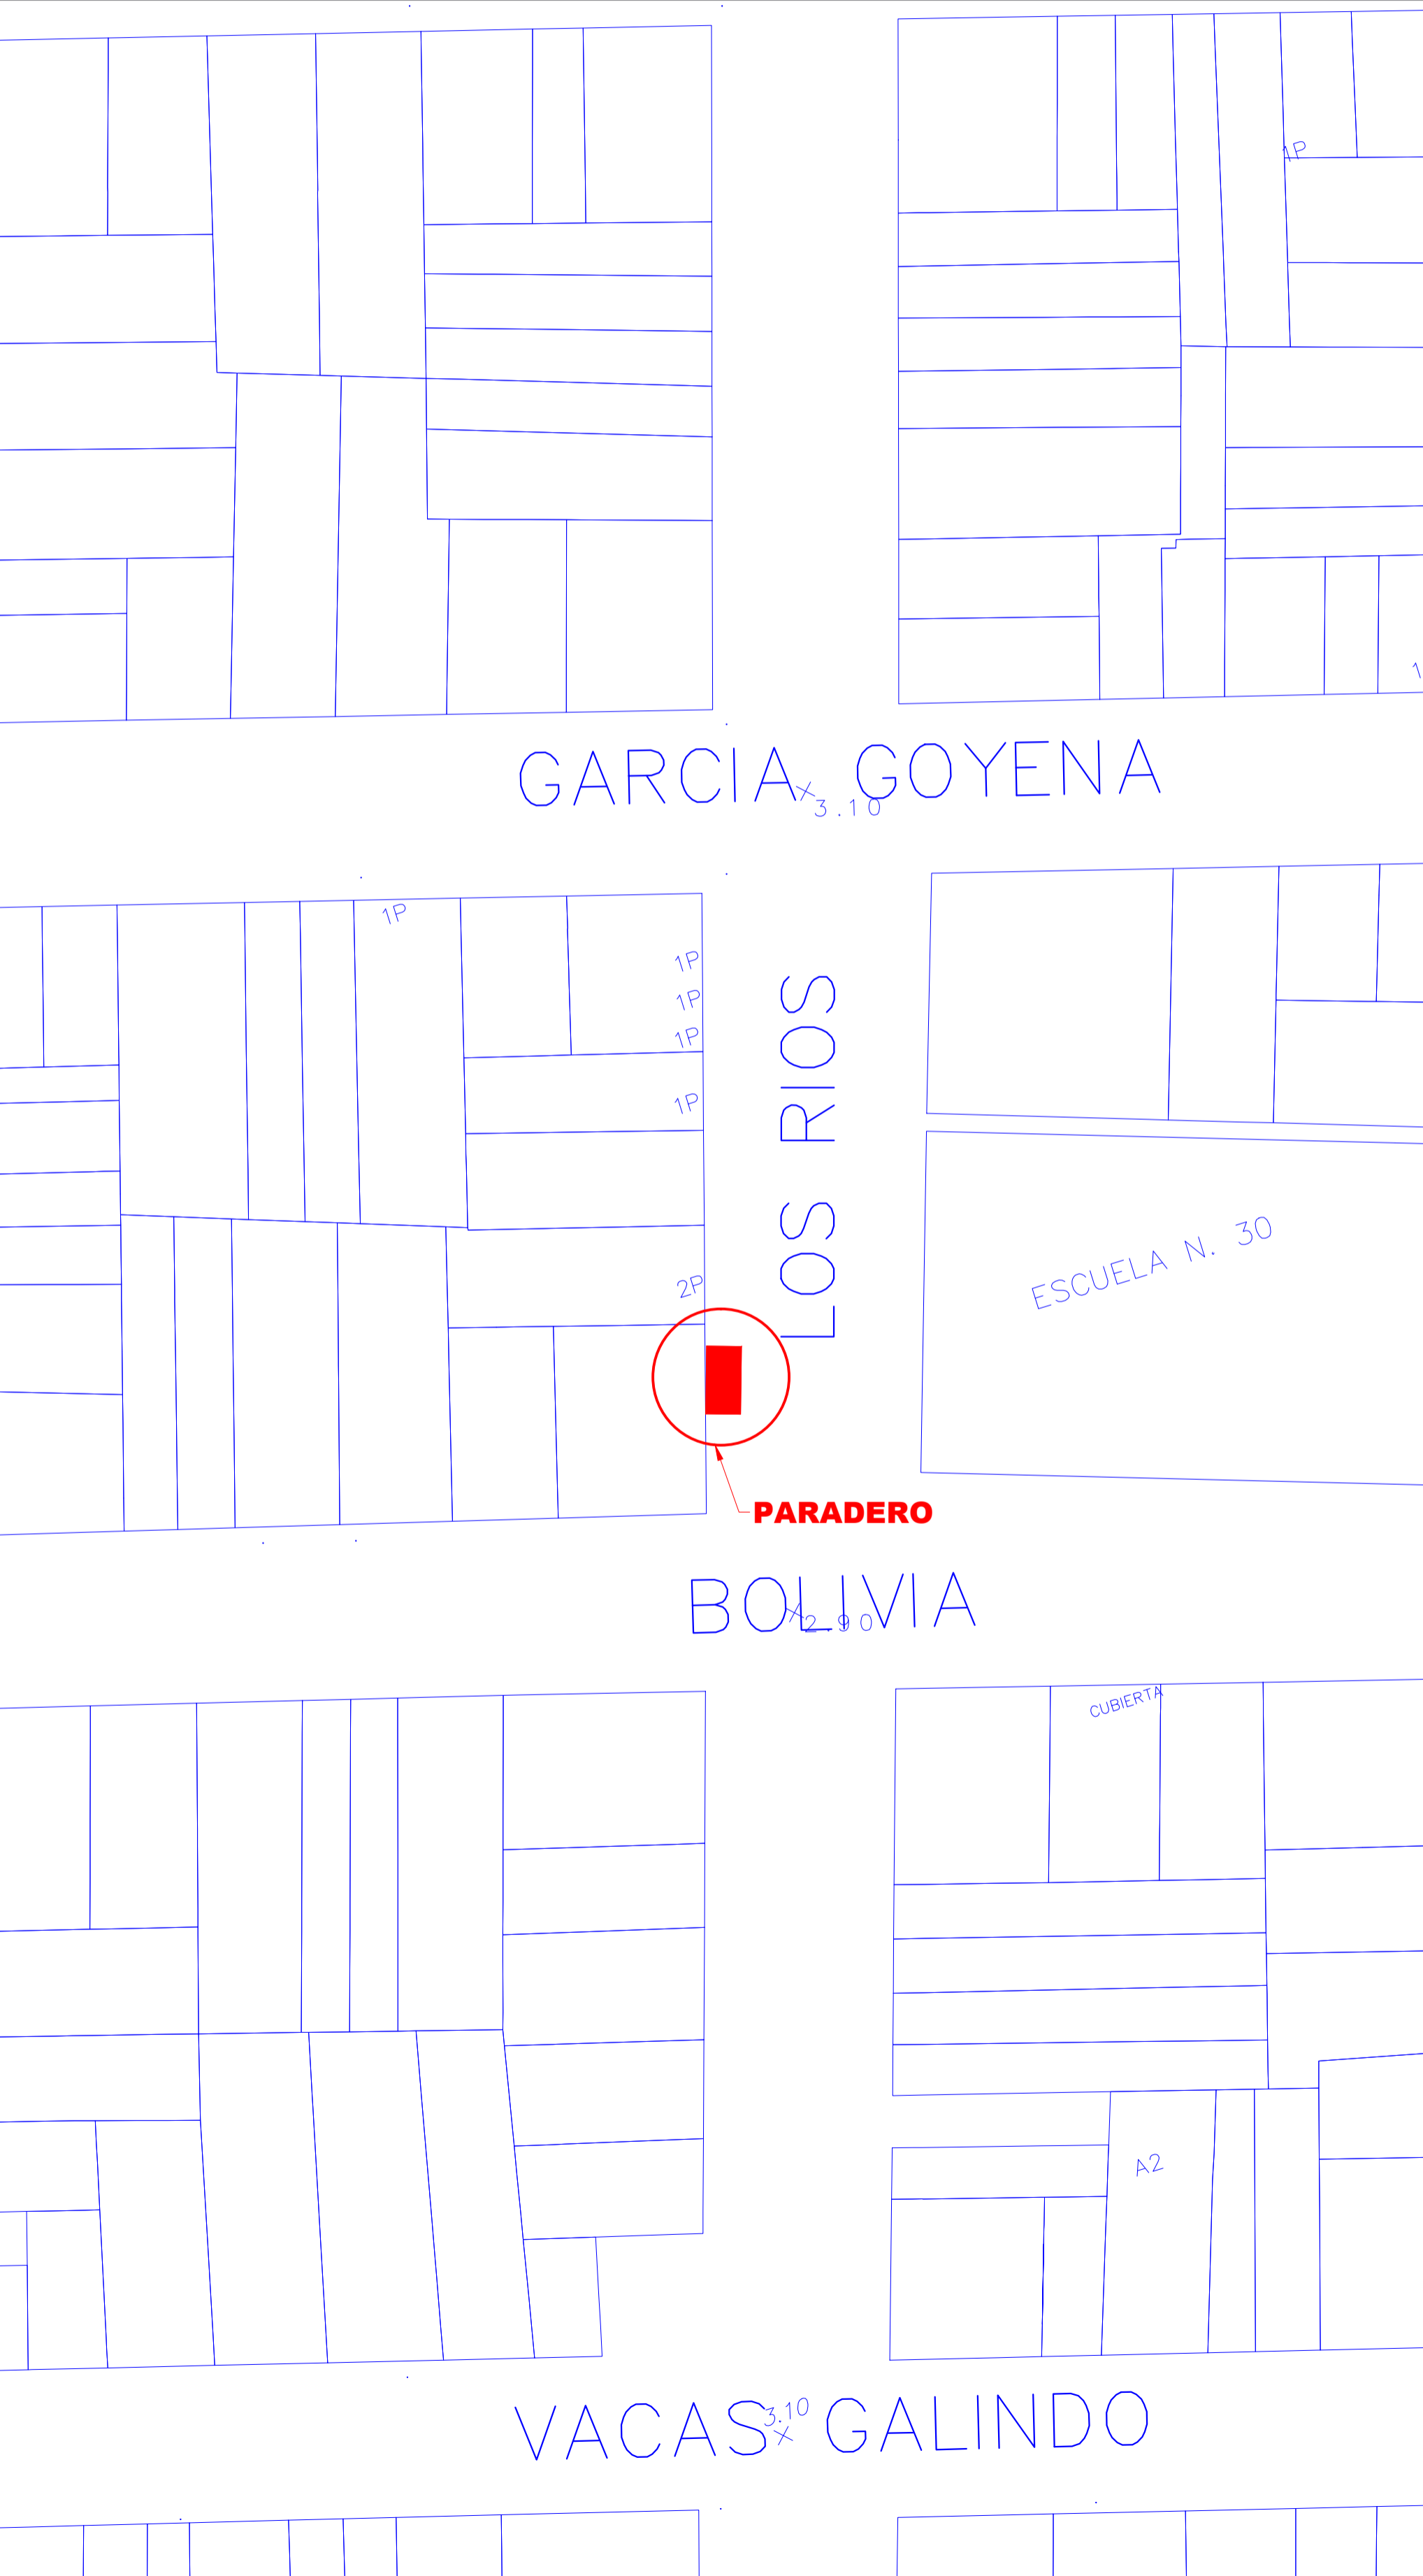 1P
1
GARCIA GOYENA
3.10
1P
1P
1P
1P
1P
LOS RIOS
ESCUELA N. 30
2P
PARADERO
BOLIVIA
2.90
CUBIERTA
A2
3.10
VACAS GALINDO